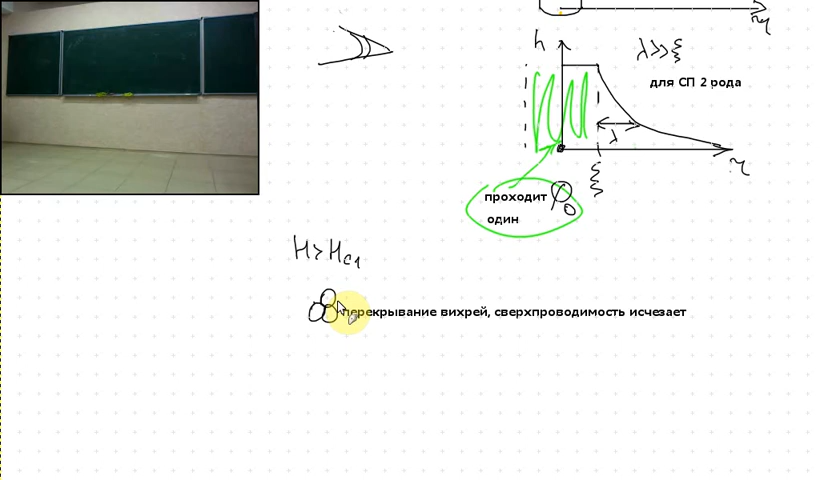 r
h
λ>>ξ
для СП 2 рода
λ
r
ξ
проходит Φ₀
один
H>Hc1
перекрывание вихрей, сверхпроводимость исчезает